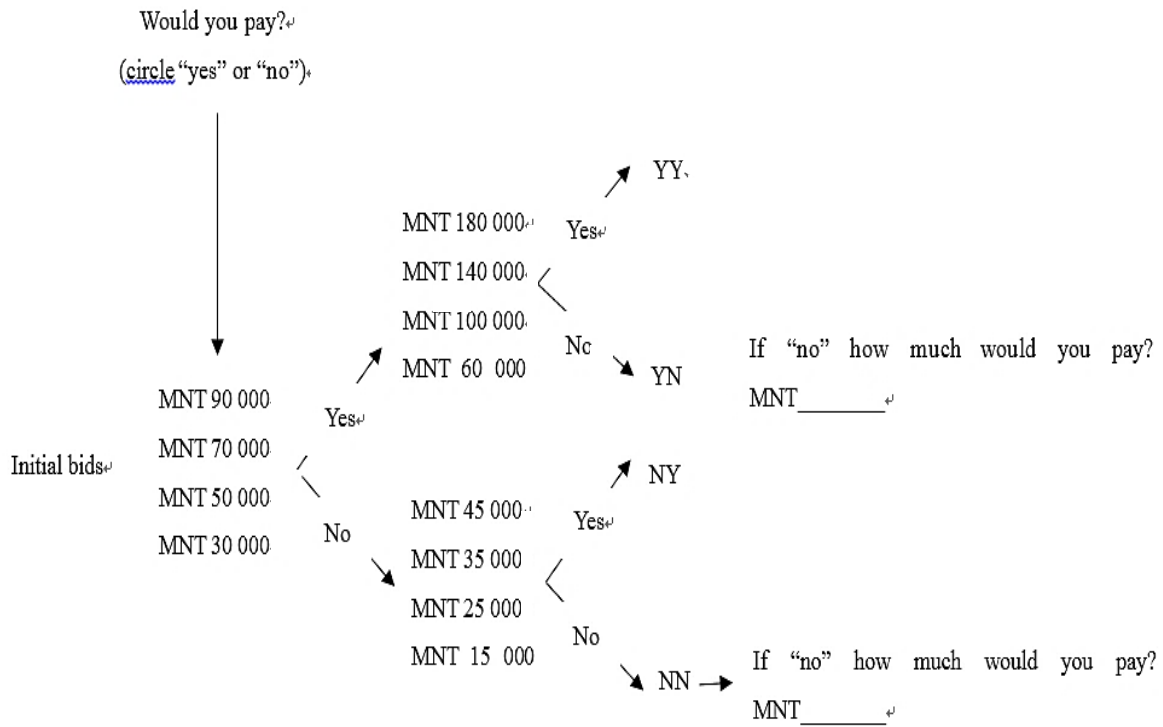 Would you pay?
(circle “yes” or “no”)
YY
MNT 180 000
Yes
MNT 140 000
MNT 100 000
No
If “no” how much would you pay?
MNT 60 000
YN
MNT 90 000
MNT_______
Yes
MNT 70 000
Initial bids
NY
MNT 50 000
MNT 45 000
Yes
No
MNT 30 000
MNT 35 000
MNT 25 000
No
MNT 15 000
If “no” how much would you pay?
NN
MNT_______